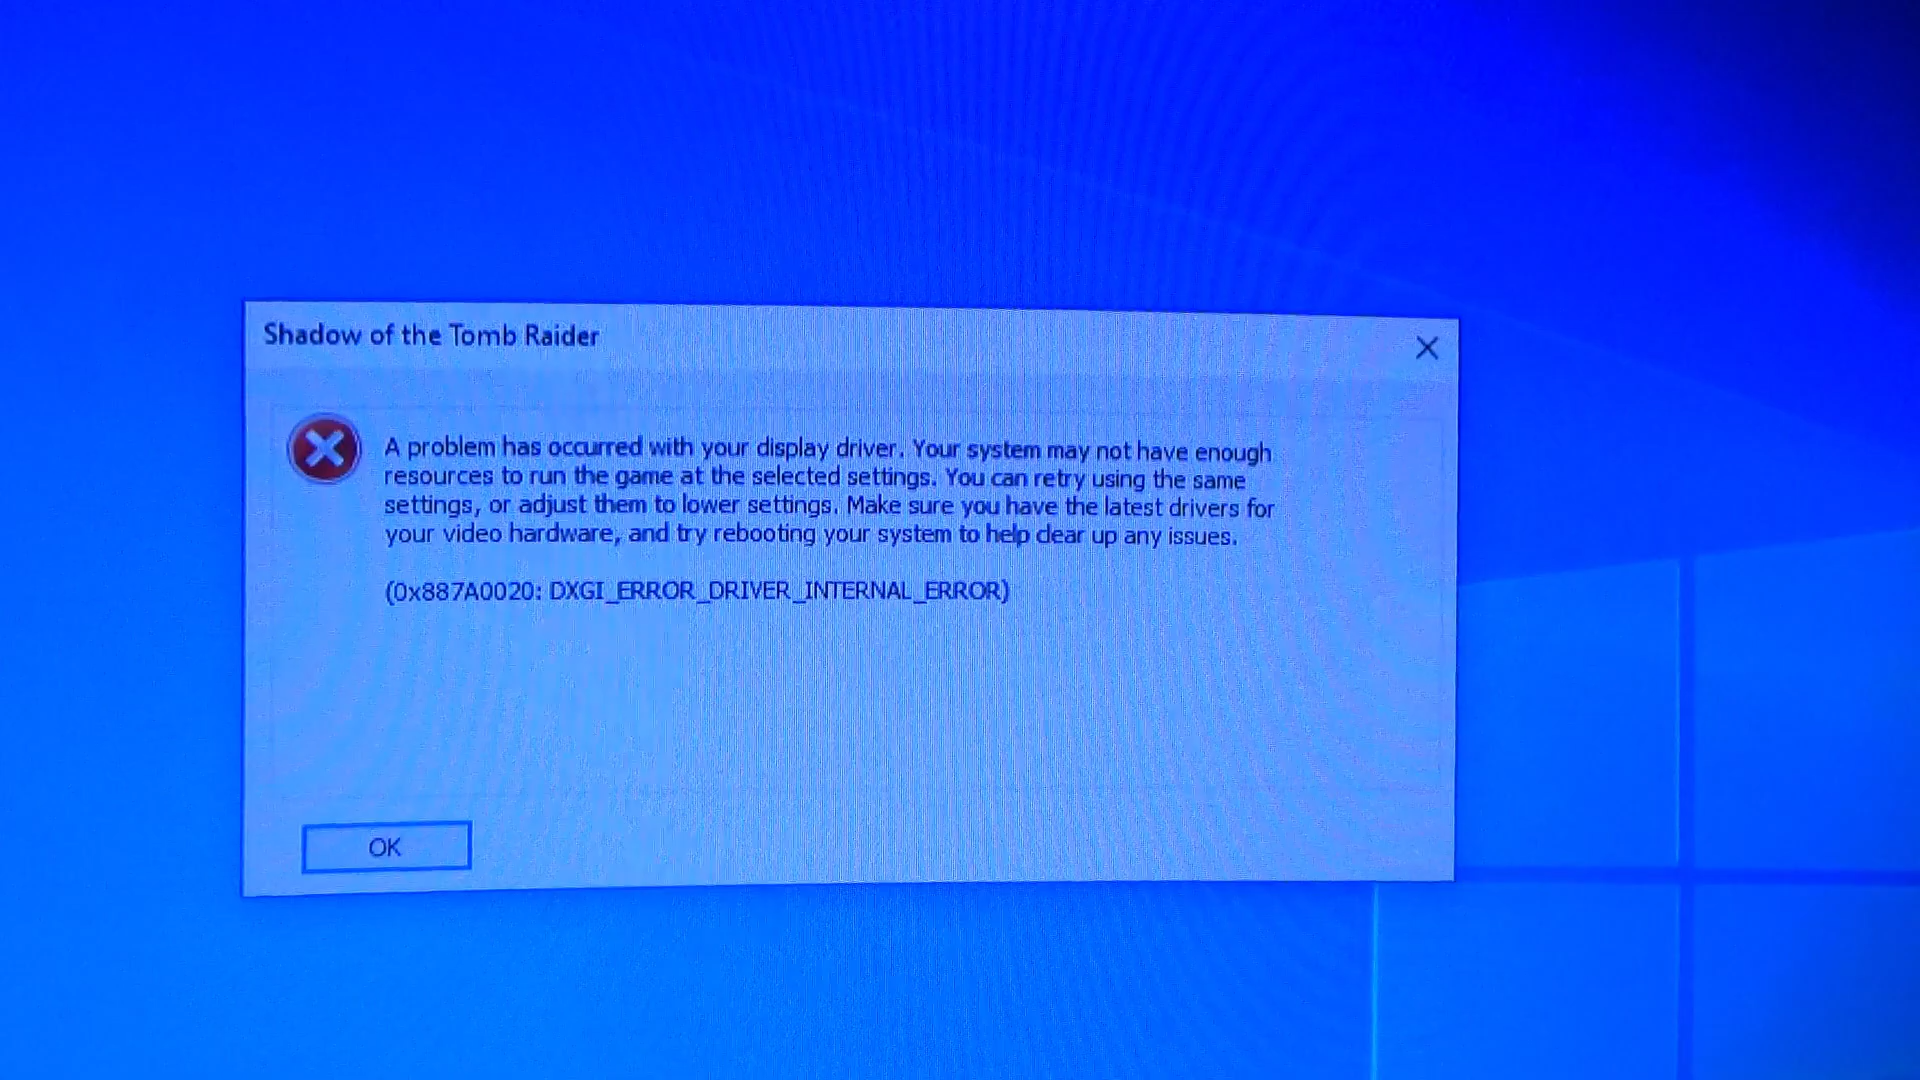 Shadow of the Tomb Raider
A problem has occurred with your display driver. Your system may not have enough
resources to run the game at the selected settings. You can retry using the same
settings, or adjust them to lower settings. Make sure you have the latest drivers for
your video hardware, and try rebooting your system to help clear up any issues.
(0x887A0020: DXGI_ERROR_DRIVER_INTERNAL_ERROR)
OK